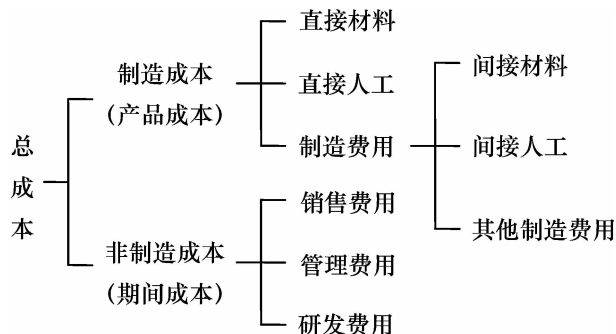 总成本
制造成本
(产品成本)
直接材料
直接人工
制造费用
间接材料
间接人工
其他制造费用
非制造成本
(期间成本)
销售费用
管理费用
研发费用